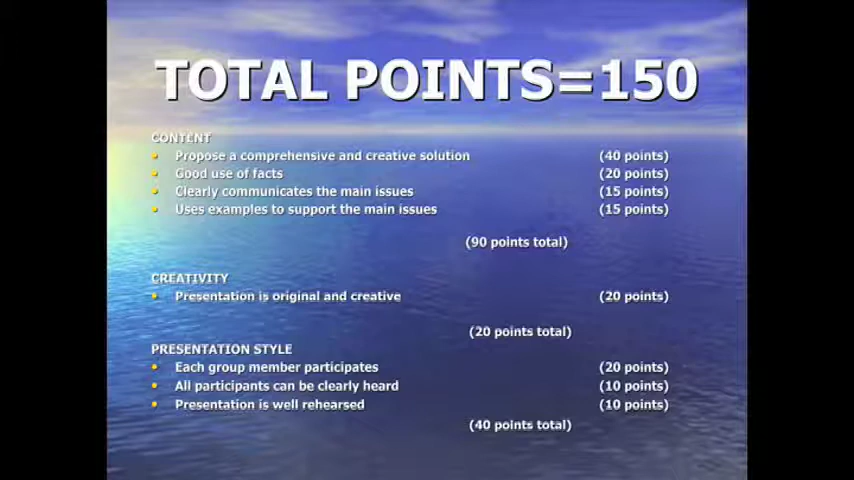 TOTAL POINTS=150
CONTENT
• Propose a comprehensive and creative solution (40 points)
• Good use of facts (20 points)
• Clearly communicates the main issues (15 points)
• Uses examples to support the main issues (15 points)
(90 points total)
CREATIVITY
• Presentation is original and creative (20 points)
(20 points total)
PRESENTATION STYLE
• Each group member participates (20 points)
• All participants can be clearly heard (10 points)
• Presentation is well rehearsed (10 points)
(40 points total)